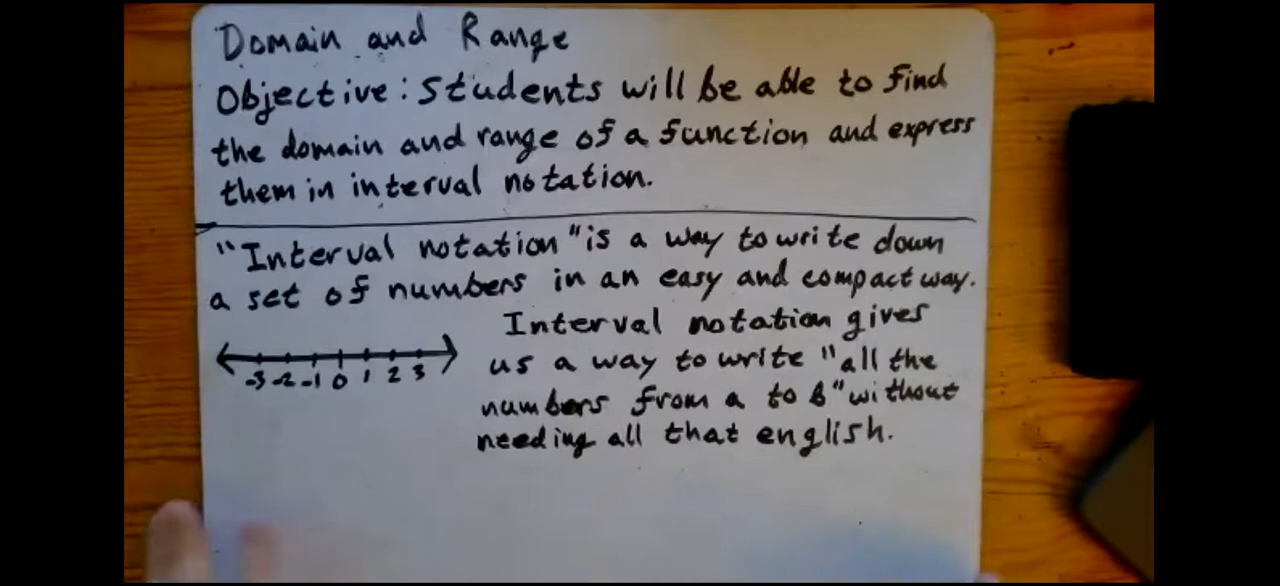 Domain and Range
Objective: Students will be able to find
the domain and range of a function and express
them in interval notation.
"Interval notation" is a way to write down
a set of numbers in an easy and compact way.
Interval notation gives
us a way to write "all the
numbers from a to b" without
needing all that english.
-3 -2 -1 0 1 2 3